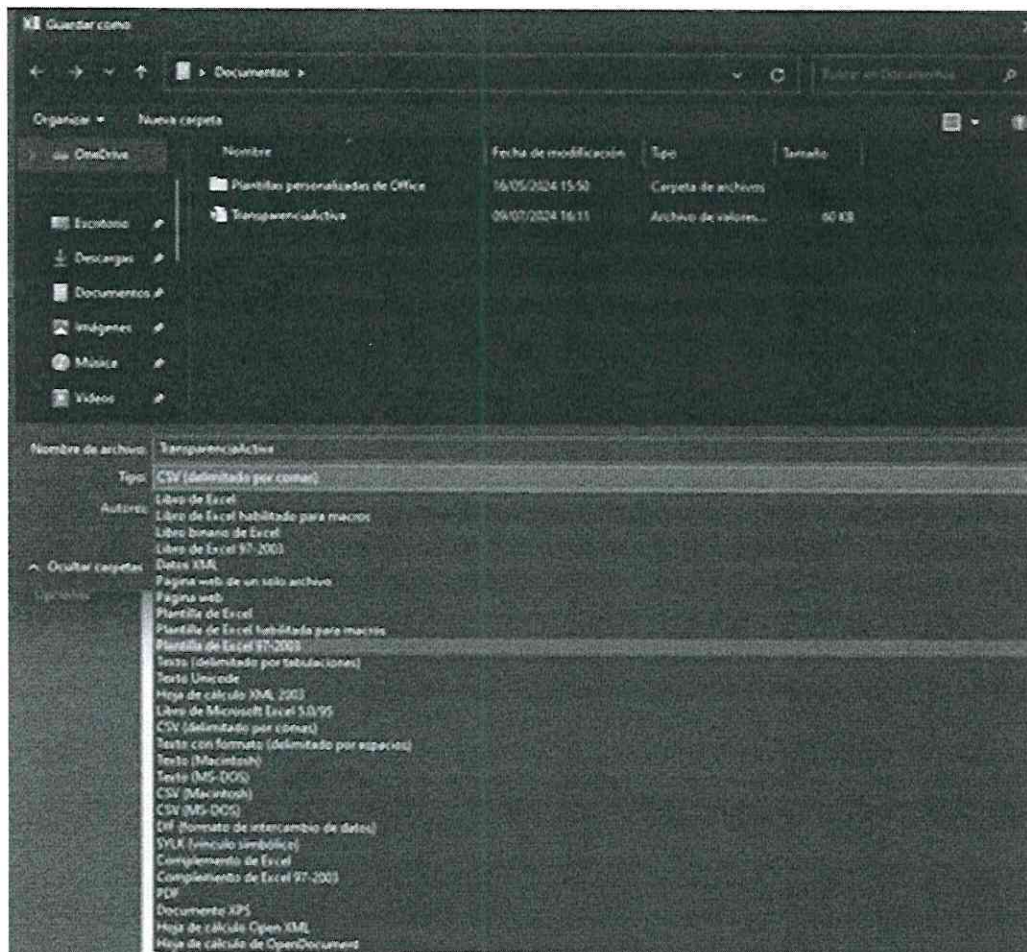 Guardar como
Documentos
Buscar en Documentos
Organizar
Nueva carpeta
OneDrive
Nombre
Fecha de modificación
Tipo
Tamaño
Plantillas personalizadas de Office
16/05/2024 15:50
Carpeta de archivos
TransparenciaActiva
09/07/2024 16:11
Archivo de valores...
60 KB
Escritorio
Descargas
Documentos
Imágenes
Música
Videos
Nombre de archivo: TransparenciaActiva
Tipo: CSV (delimitado por comas)
Autores:
Libro de Excel
Libro de Excel habilitado para macros
Libro binario de Excel
Libro de Excel 97-2003
Ocultar carpetas
Datos XML
Página web de un solo archivo
Opciones
Página web
Plantilla de Excel
Plantilla de Excel habilitada para macros
Plantilla de Excel 97-2003
Texto (delimitado por tabulaciones)
Texto Unicode
Hoja de cálculo XML 2003
Libro de Microsoft Excel 5.0/95
CSV (delimitado por comas)
Texto con formato (delimitado por espacios)
Texto (Macintosh)
Texto (MS-DOS)
CSV (Macintosh)
CSV (MS-DOS)
DIF (formato de intercambio de datos)
SYLK (vínculo simbólico)
Complemento de Excel
Complemento de Excel 97-2003
PDF
Documento XPS
Hoja de cálculo Open XML
Hoja de cálculo de OpenDocument